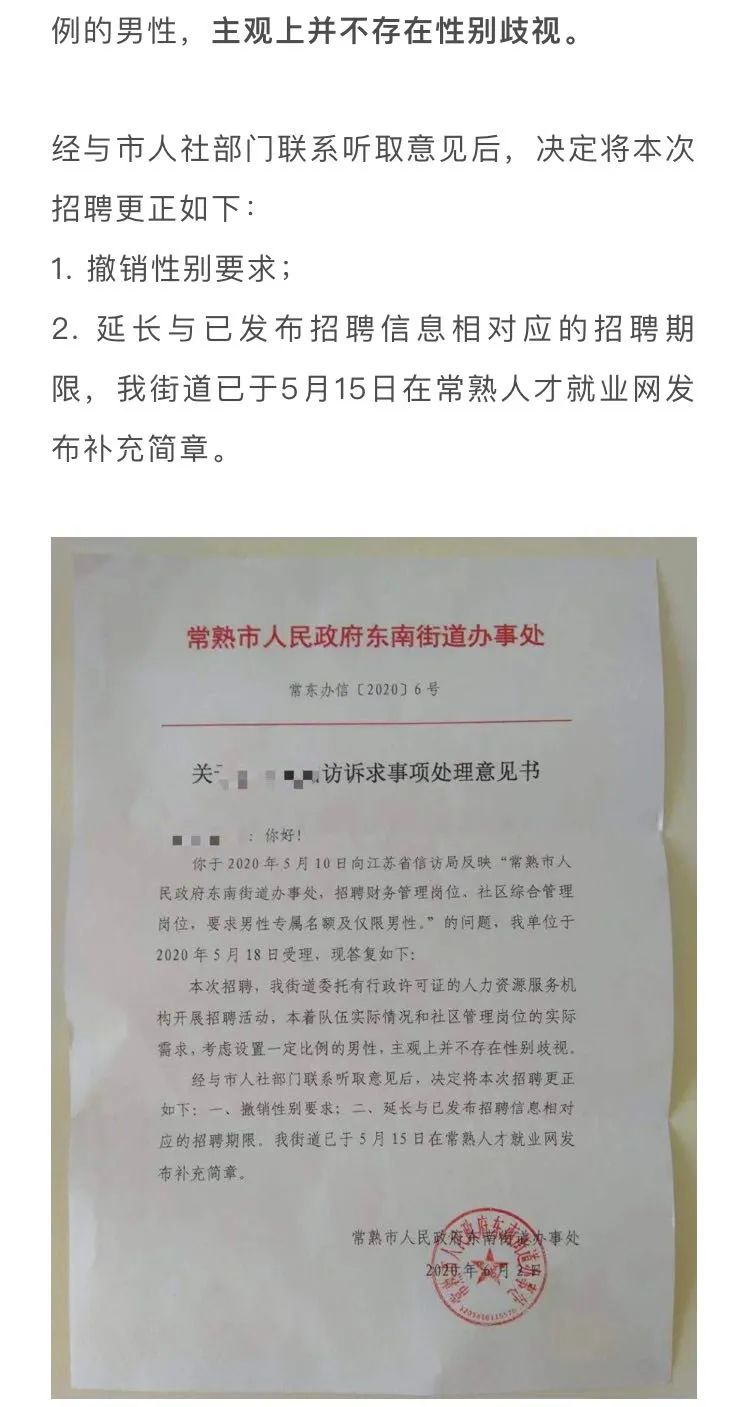 例的男性，主观上并不存在性别歧视。
经与市人社部门联系听取意见后，决定将本次
招聘更正如下：
1. 撤销性别要求；
2. 延长与已发布招聘信息相对应的招聘期
限，我街道已于5月15日在常熟人才就业网发
布补充简章。
常熟市人民政府东南街道办事处
常东办信〔2020〕6号
关 访诉求事项处理意见书
：你好！
你于2020年5月10日向江苏省信访局反映“常熟市人
民政府东南街道办事处，招聘财务管理岗位、社区综合管理
岗位，要求男性专属名额及仅限男性。”的问题，我单位于
2020年5月18日受理，现答复如下：
本次招聘，我街道委托有行政许可证的人力资源服务机
构开展招聘活动，本着队伍实际情况和社区管理岗位的实际
需求，考虑设置一定比例的男性，主观上并不存在性别歧视。
经与市人社部门联系听取意见后，决定将本次招聘更正
如下：一、撤销性别要求；二、延长与已发布招聘信息相对
应的招聘期限。我街道已于5月15日在常熟人才就业网发
布补充简章。
常熟市人民政府东南街道办事处
2020年6月2日